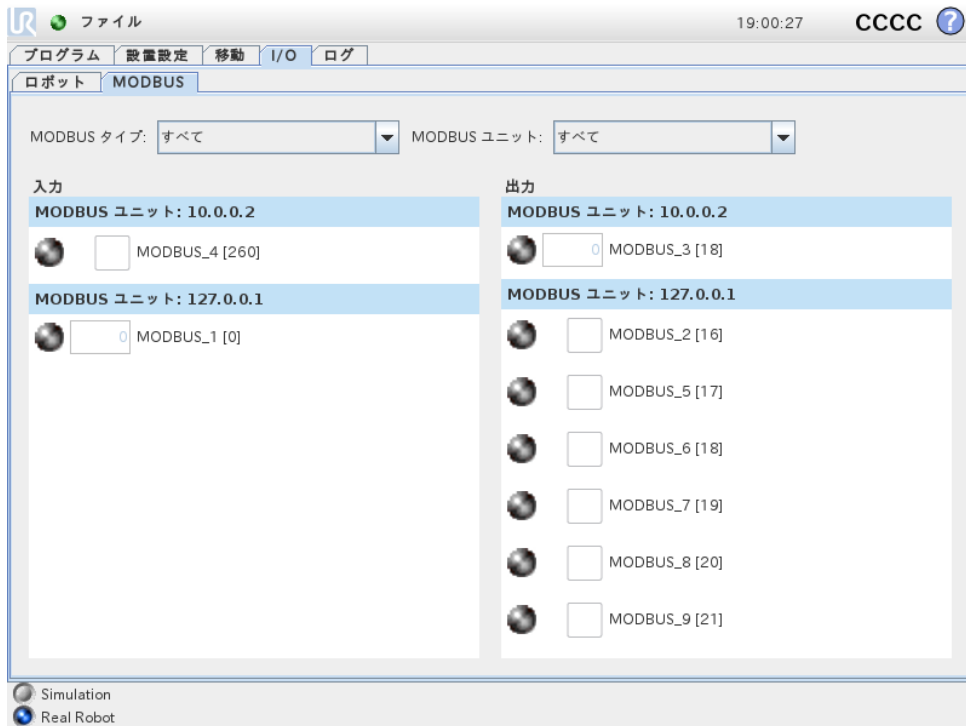 UR ファイル 19:00:27 CCCC ?
プログラム 設置設定 移動 I/O ログ
ロボット MODBUS
MODBUS タイプ: すべて MODBUS ユニット: すべて
入力
MODBUS ユニット: 10.0.0.2
MODBUS_4 [260]
MODBUS ユニット: 127.0.0.1
0 MODBUS_1 [0]
出力
MODBUS ユニット: 10.0.0.2
0 MODBUS_3 [18]
MODBUS ユニット: 127.0.0.1
MODBUS_2 [16]
MODBUS_5 [17]
MODBUS_6 [18]
MODBUS_7 [19]
MODBUS_8 [20]
MODBUS_9 [21]
Simulation
Real Robot